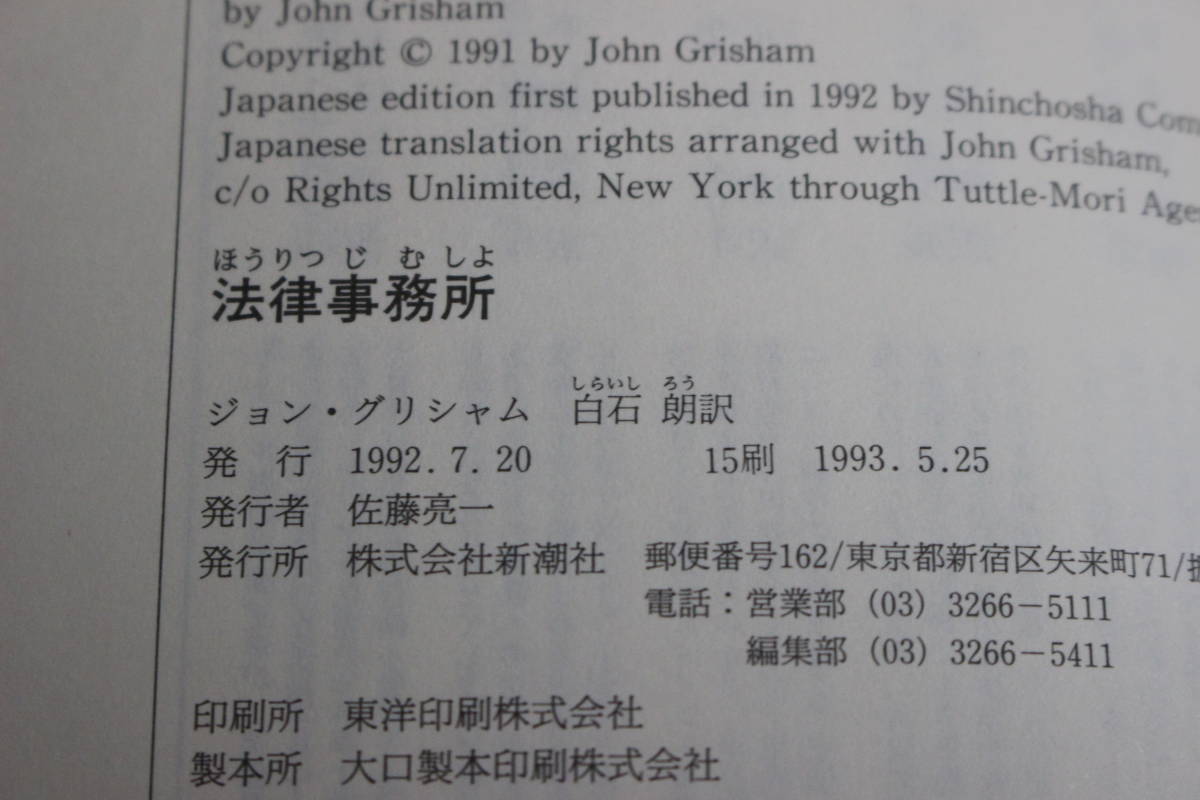 by John Grisham
Copyright © 1991 by John Grisham
Japanese edition first published in 1992 by Shinchosha
Japanese translation rights arranged with John Grisham,
c/o Rights Unlimited, New York through Tuttle-Mori
ほうりつ じ む しよ
法律事務所
しらいし ろう
ジョン・グリシャム 白石 朗訳
発 行 1992.7.20 15刷 1993.5.25
発行者 佐藤亮一
発行所 株式会社新潮社 郵便番号162/東京都新宿区矢来町71/
電話:営業部 (03) 3266-5111
編集部 (03) 3266-5411
印刷所 東洋印刷株式会社
製本所 大口製本印刷株式会社